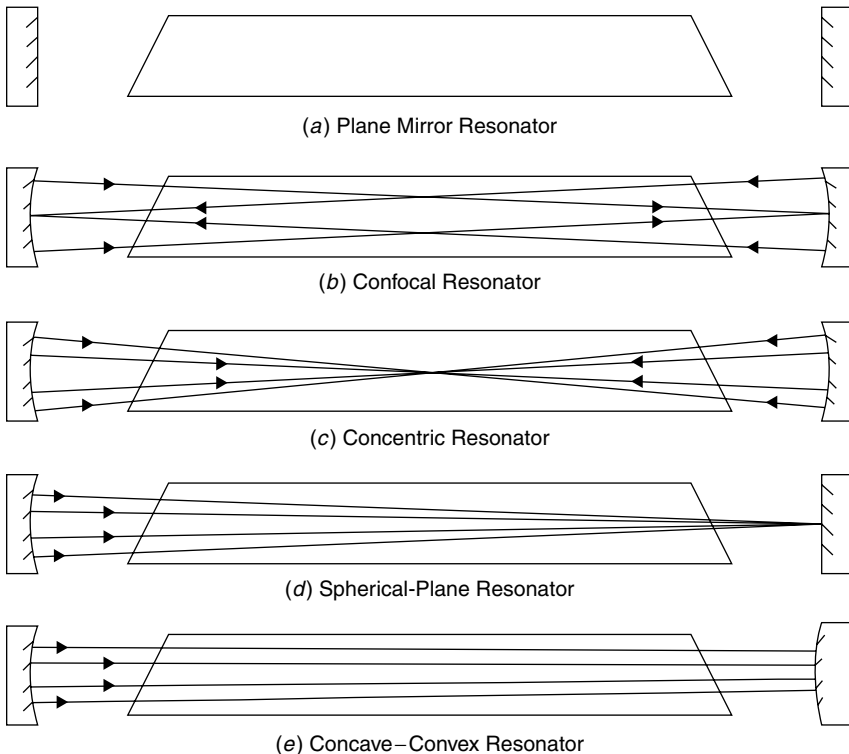 (a) Plane Mirror Resonator
(b) Confocal Resonator
(c) Concentric Resonator
(d) Spherical-Plane Resonator
(e) Concave–Convex Resonator